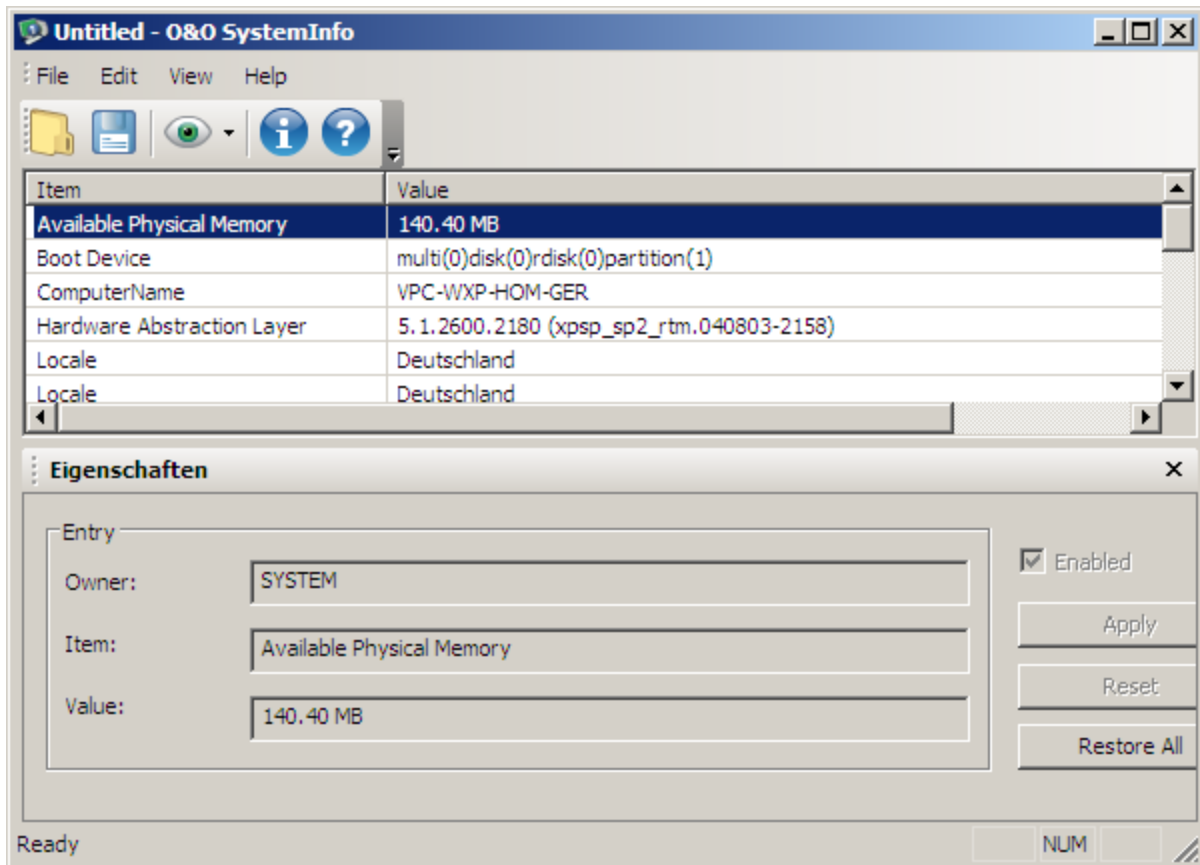 Untitled - O&O SystemInfo
File Edit View Help
Item Value
Available Physical Memory 140.40 MB
Boot Device multi(0)disk(0)rdisk(0)partition(1)
ComputerName VPC-WXP-HOM-GER
Hardware Abstraction Layer 5.1.2600.2180 (xpsp_sp2_rtm.040803-2158)
Locale Deutschland
Locale Deutschland
Eigenschaften
Entry
Owner: SYSTEM
Enabled
Item: Available Physical Memory
Apply
Value: 140.40 MB
Reset
Restore All
Ready NUM